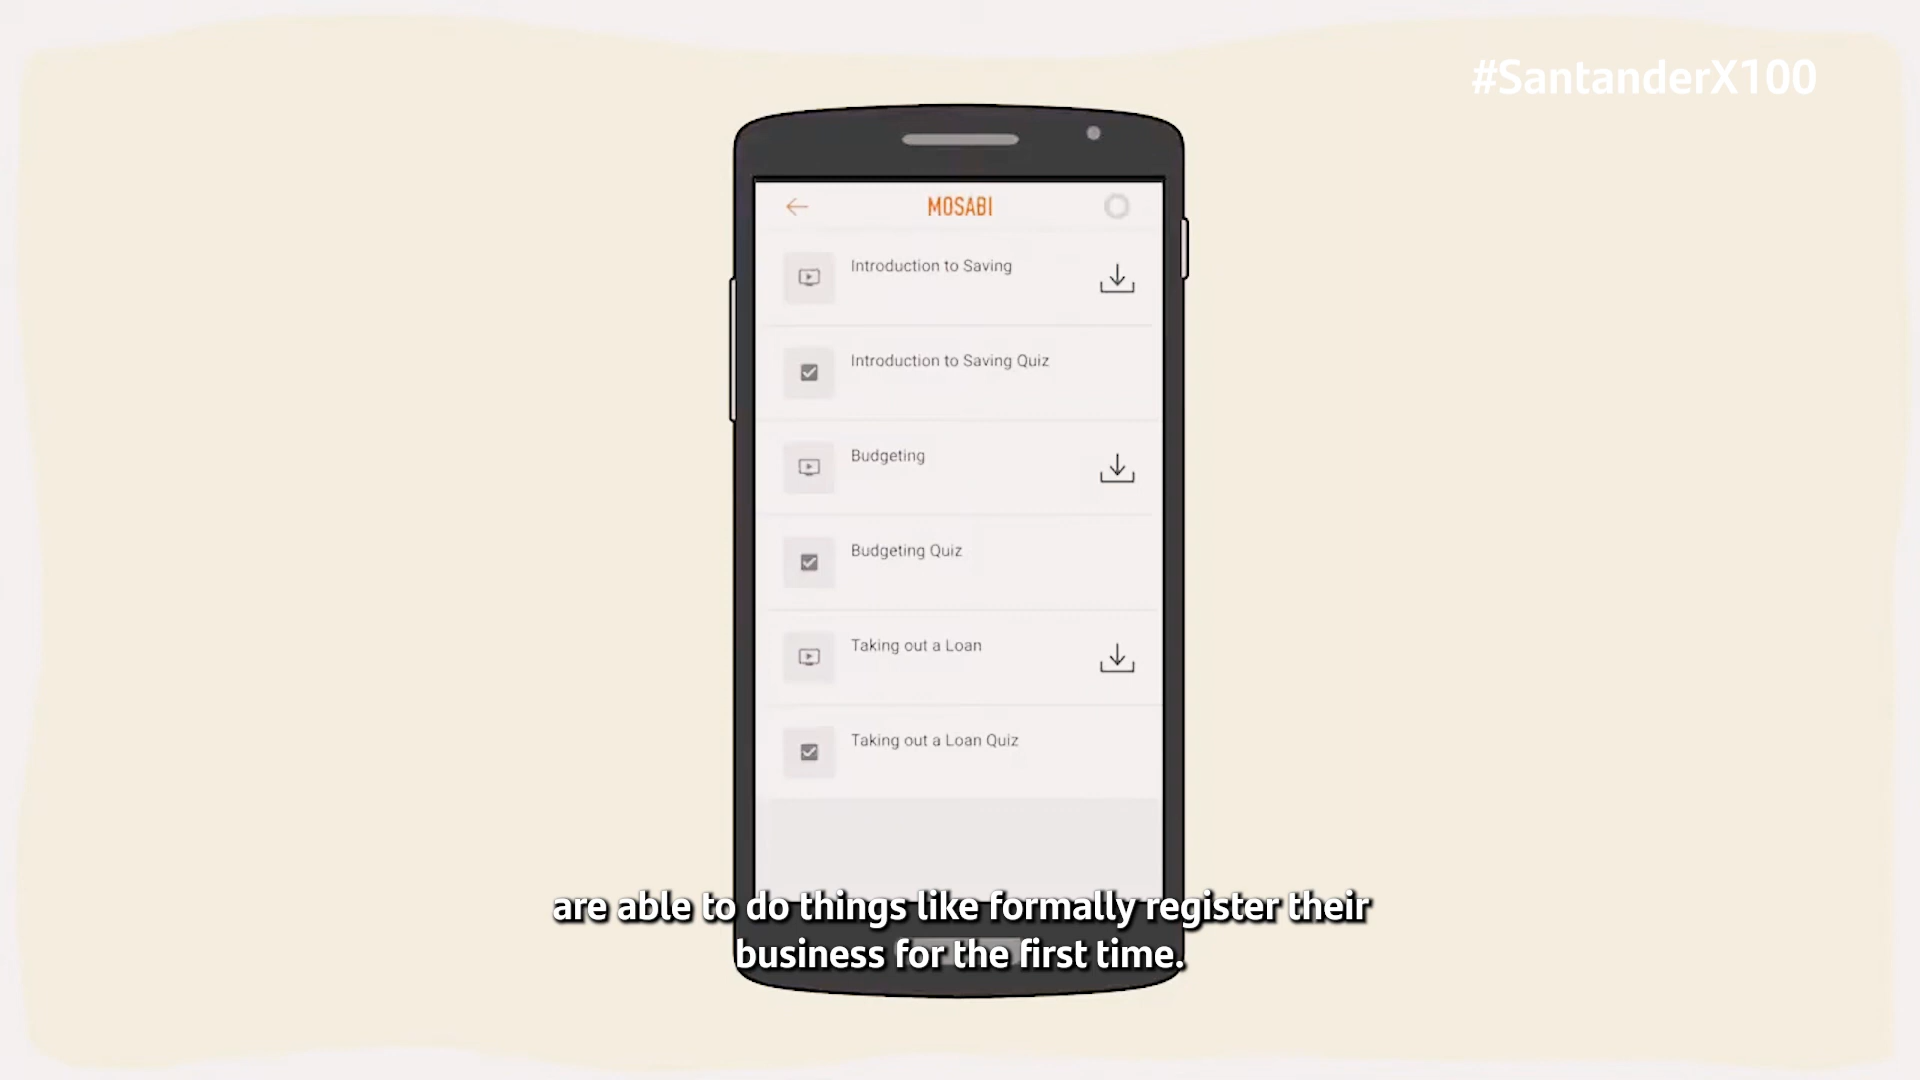 #SantanderX100
MOSABI
Introduction to Saving
Introduction to Saving Quiz
Budgeting
Budgeting Quiz
Taking out a Loan
Taking out a Loan Quiz
are able to do things like formally register their
business for the first time.